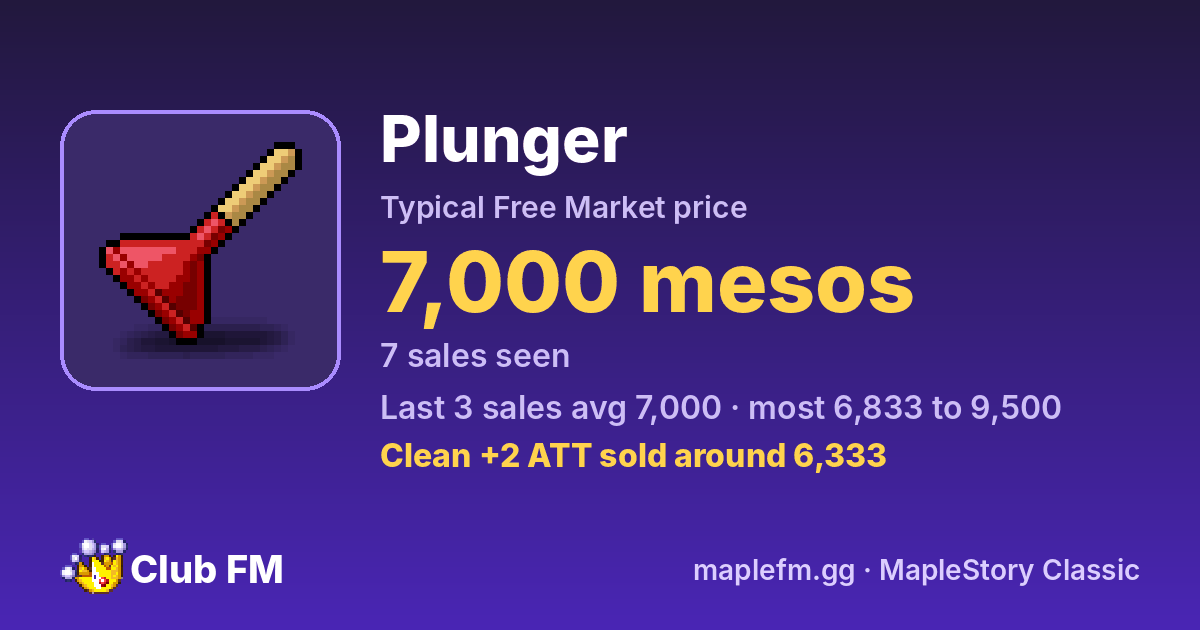 Plunger
Typical Free Market price
7,000 mesos
7 sales seen
Last 3 sales avg 7,000 · most 6,833 to 9,500
Clean +2 ATT sold around 6,333
Club FM
maplefm.gg · MapleStory Classic